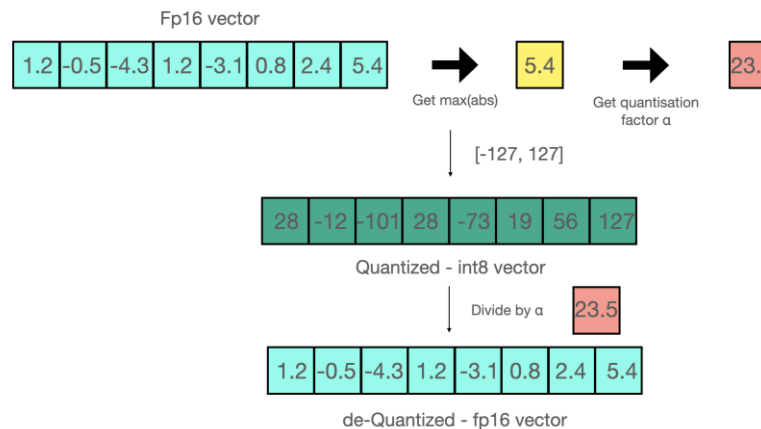 Fp16 vector
1.2 -0.5 -4.3 1.2 -3.1 0.8 2.4 5.4
5.4
23.
Get max(abs)
Get quantisation
factor α
[-127, 127]
28 -12 -101 28 -73 19 56 127
Quantized - int8 vector
Divide by α
23.5
1.2 -0.5 -4.3 1.2 -3.1 0.8 2.4 5.4
de-Quantized - fp16 vector